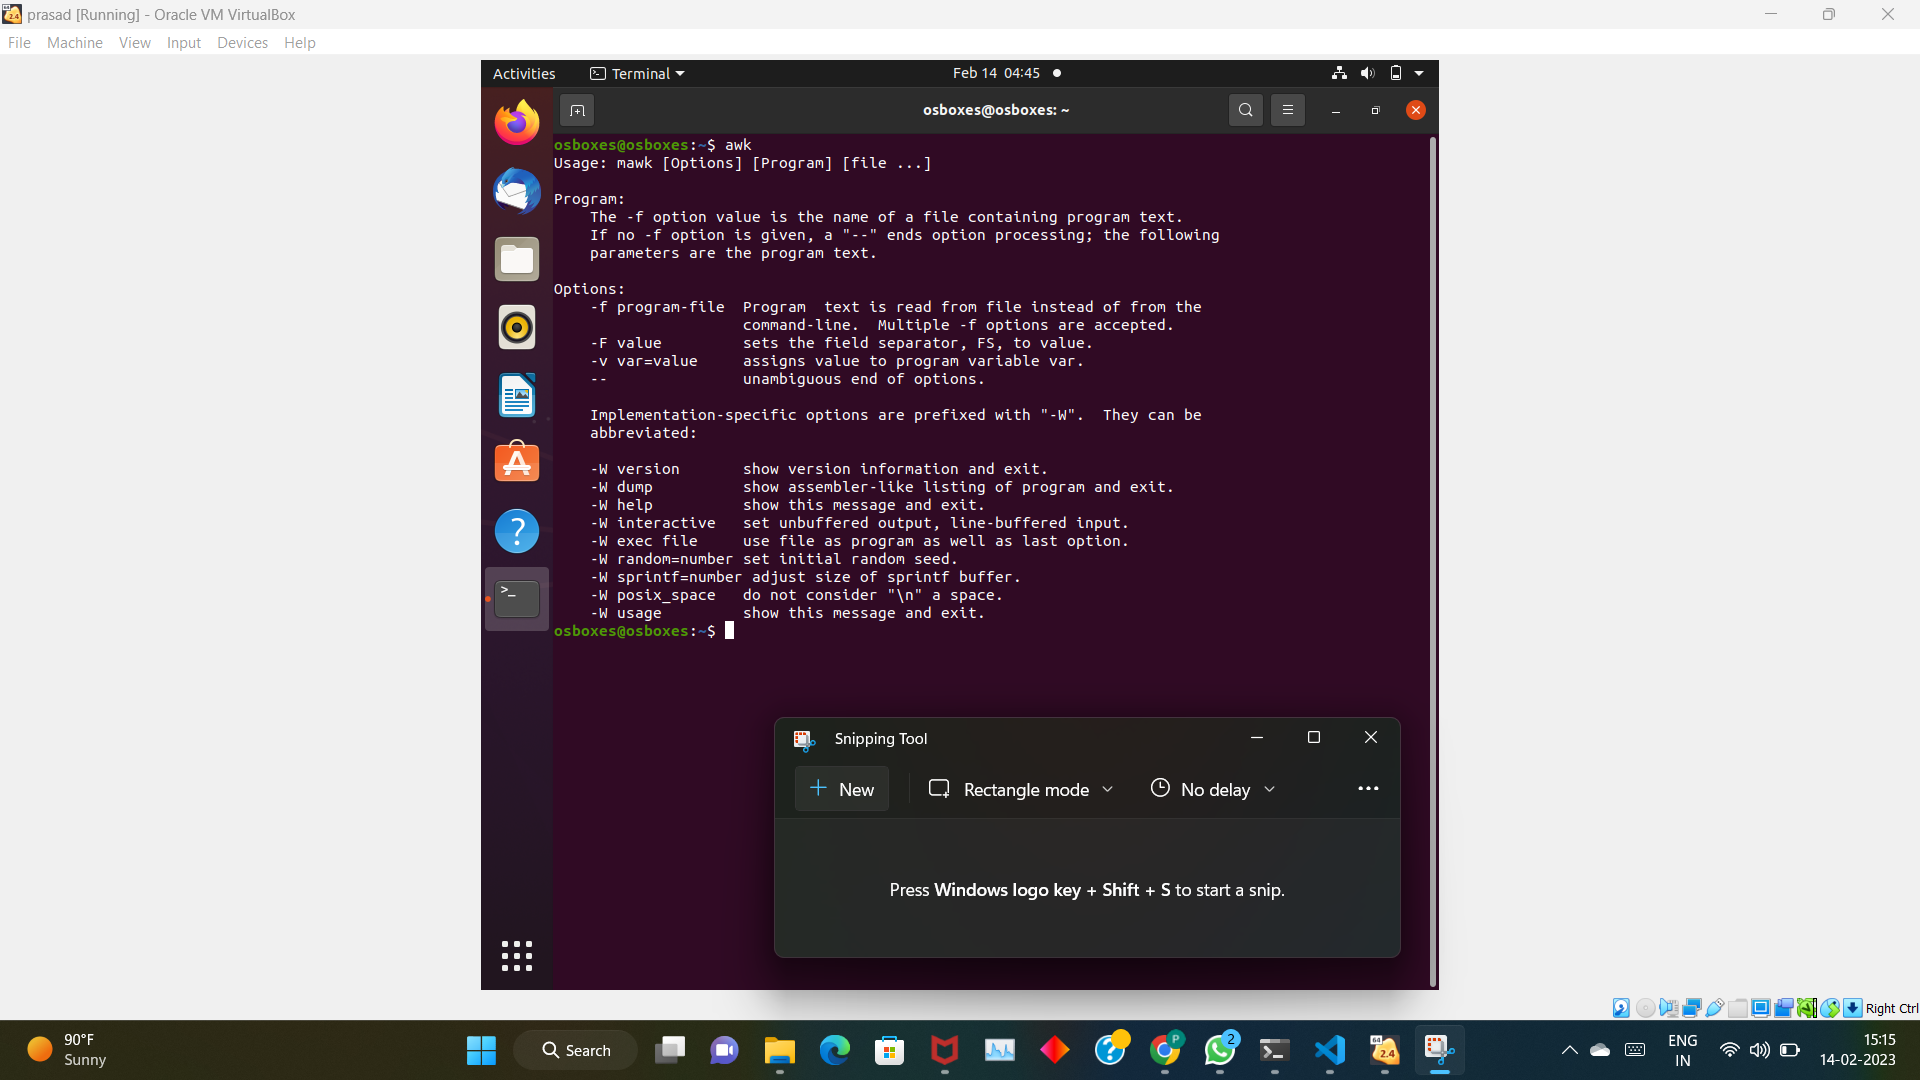 prasad [Running] - Oracle VM VirtualBox
File Machine View Input Devices Help
Activities Terminal Feb 14 04:45
osboxes@osboxes: ~
osboxes@osboxes:~$ awk
Usage: mawk [Options] [Program] [file ...]
Program:
The -f option value is the name of a file containing program text.
If no -f option is given, a "--" ends option processing; the following
parameters are the program text.
Options:
-f program-file Program text is read from file instead of from the
command-line. Multiple -f options are accepted.
-F value sets the field separator, FS, to value.
-v var=value assigns value to program variable var.
-- unambiguous end of options.
Implementation-specific options are prefixed with "-W". They can be
abbreviated:
-W version show version information and exit.
-W dump show assembler-like listing of program and exit.
-W help show this message and exit.
-W interactive set unbuffered output, line-buffered input.
-W exec file use file as program as well as last option.
-W random=number set initial random seed.
-W sprintf=number adjust size of sprintf buffer.
-W posix_space do not consider "\n" a space.
-W usage show this message and exit.
osboxes@osboxes:~$
Snipping Tool
New Rectangle mode No delay
Press Windows logo key + Shift + S to start a snip.
Right Ctrl
90°F
Sunny
Search
P
2
64
2.4
ENG
IN
15:15
14-02-2023